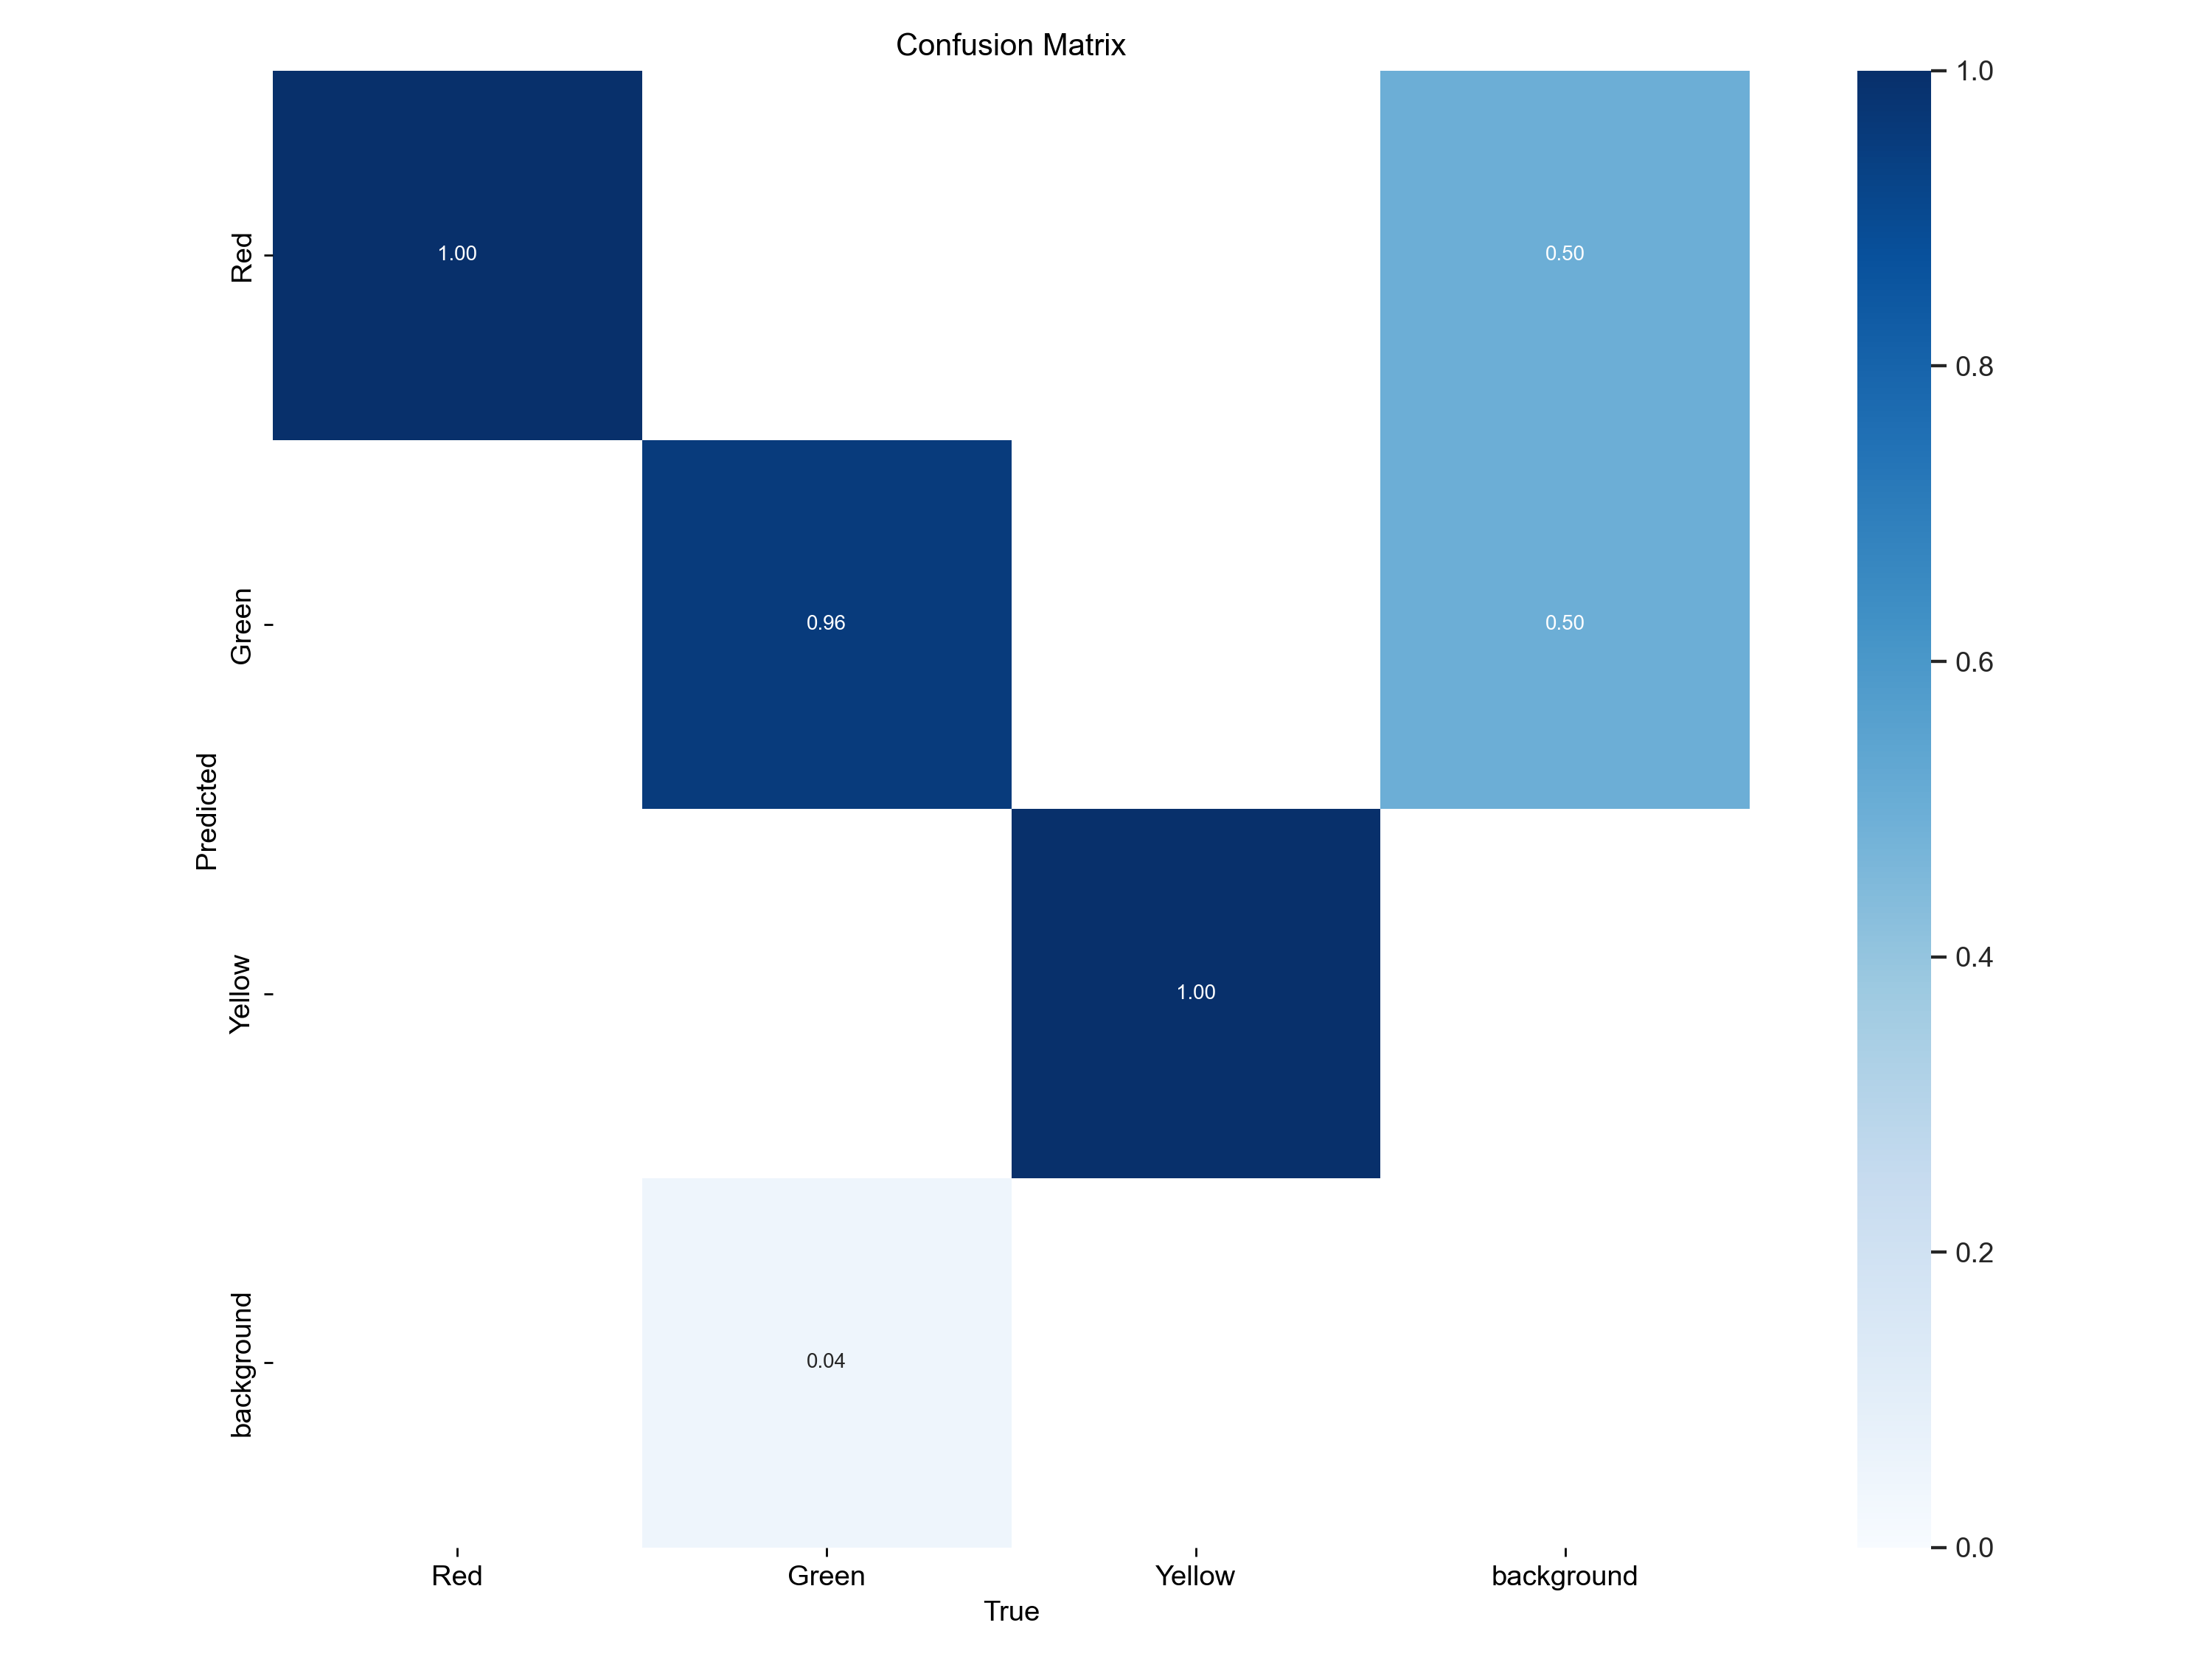 Confusion Matrix
Red
Green
Yellow
background
Predicted
1.00
0.50
0.96
0.50
1.00
0.04
Red
Green
Yellow
background
True
1.0
0.8
0.6
0.4
0.2
0.0